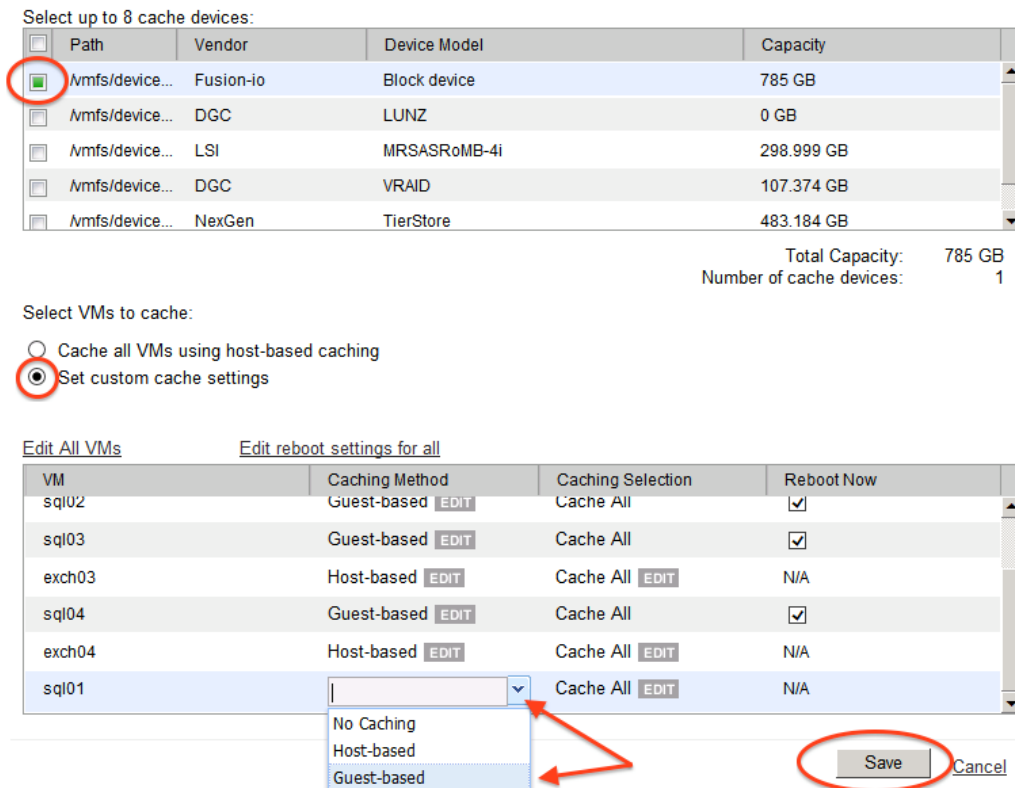 Select up to 8 cache devices:
Path Vendor Device Model Capacity
/vmfs/device... Fusion-io Block device 785 GB
/vmfs/device... DGC LUNZ 0 GB
/vmfs/device... LSI MRSASRoMB-4i 298.999 GB
/vmfs/device... DGC VRAID 107.374 GB
/vmfs/device... NexGen TierStore 483.184 GB
Total Capacity: 785 GB
Number of cache devices: 1
Select VMs to cache:
Cache all VMs using host-based caching
Set custom cache settings
Edit All VMs Edit reboot settings for all
VM Caching Method Caching Selection Reboot Now
sql02 Guest-based EDIT Cache All
sql03 Guest-based EDIT Cache All
exch03 Host-based EDIT Cache All EDIT N/A
sql04 Guest-based EDIT Cache All
exch04 Host-based EDIT Cache All EDIT N/A
sql01 Cache All EDIT N/A
No Caching
Host-based
Guest-based
Save Cancel